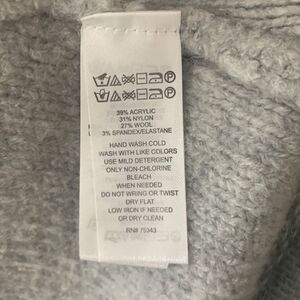 39% ACRYLIC
31% NYLON
27% WOOL
3% SPANDEX/ELASTANE
HAND WASH COLD
WASH WITH LIKE COLORS
USE MILD DETERGENT
ONLY NON-CHLORINE
BLEACH
WHEN NEEDED
DO NOT WRING OR TWIST
DRY FLAT
LOW IRON IF NEEDED
OR DRY CLEAN
RN# 75343